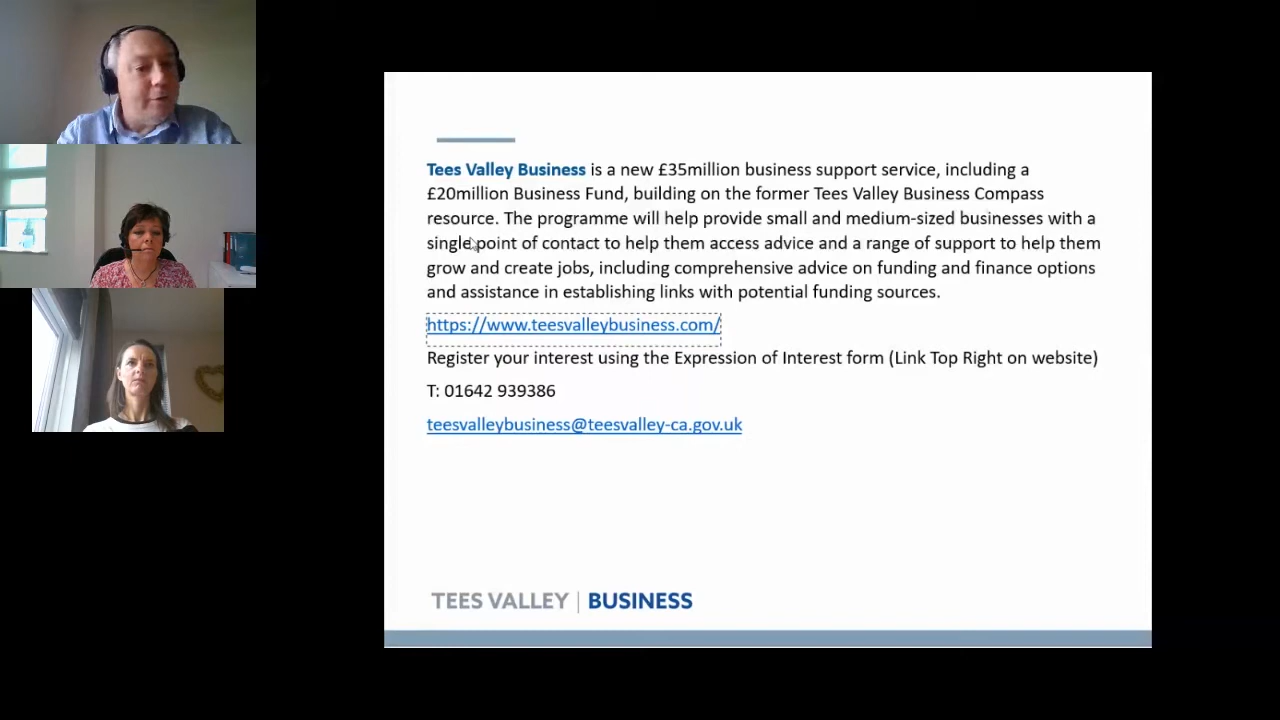 Tees Valley Business is a new £35million business support service, including a
£20million Business Fund, building on the former Tees Valley Business Compass
resource. The programme will help provide small and medium-sized businesses with a
single point of contact to help them access advice and a range of support to help them
grow and create jobs, including comprehensive advice on funding and finance options
and assistance in establishing links with potential funding sources.
https://www.teesvalleybusiness.com/
Register your interest using the Expression of Interest form (Link Top Right on website)
T: 01642 939386
teesvalleybusiness@teesvalley-ca.gov.uk
TEES VALLEY | BUSINESS